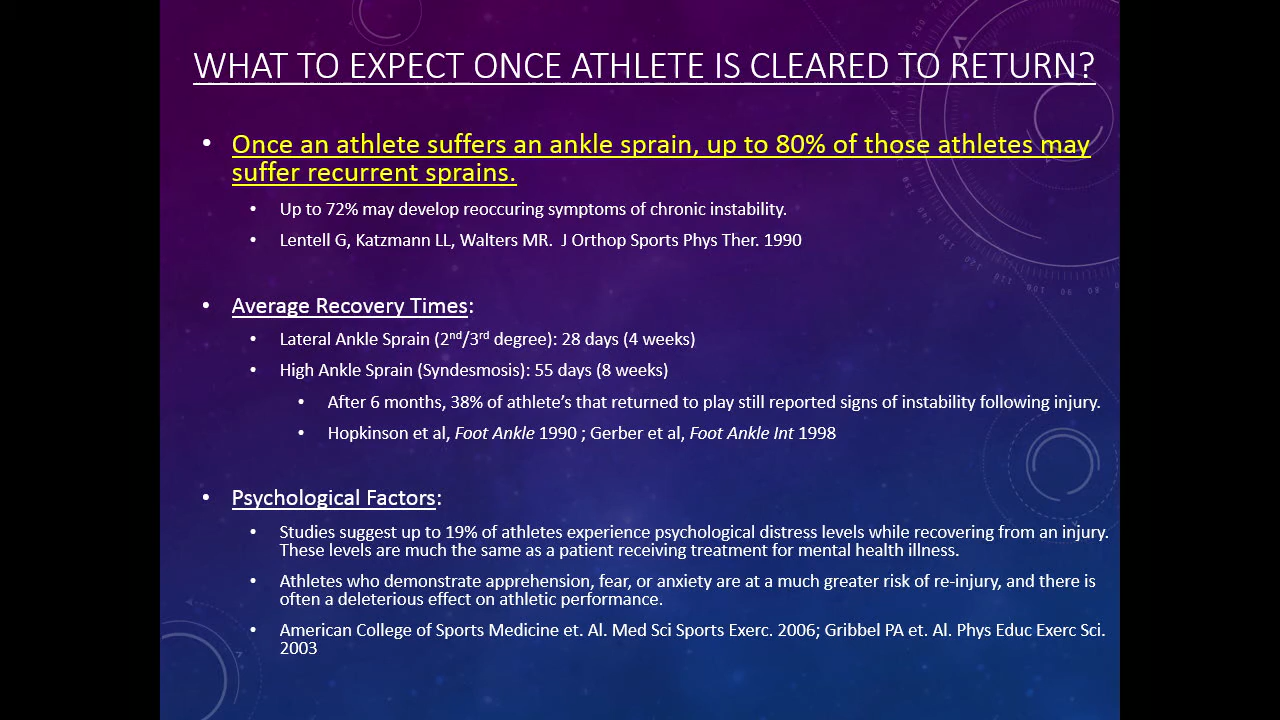 WHAT TO EXPECT ONCE ATHLETE IS CLEARED TO RETURN?
• Once an athlete suffers an ankle sprain, up to 80% of those athletes may
suffer recurrent sprains.
• Up to 72% may develop reoccuring symptoms of chronic instability.
• Lentell G, Katzmann LL, Walters MR. J Orthop Sports Phys Ther. 1990
• Average Recovery Times:
• Lateral Ankle Sprain (2nd/3rd degree): 28 days (4 weeks)
• High Ankle Sprain (Syndesmosis): 55 days (8 weeks)
• After 6 months, 38% of athlete's that returned to play still reported signs of instability following injury.
• Hopkinson et al, Foot Ankle 1990 ; Gerber et al, Foot Ankle Int 1998
• Psychological Factors:
• Studies suggest up to 19% of athletes experience psychological distress levels while recovering from an injury.
These levels are much the same as a patient receiving treatment for mental health illness.
• Athletes who demonstrate apprehension, fear, or anxiety are at a much greater risk of re-injury, and there is
often a deleterious effect on athletic performance.
• American College of Sports Medicine et. Al. Med Sci Sports Exerc. 2006; Gribbel PA et. Al. Phys Educ Exerc Sci.
2003